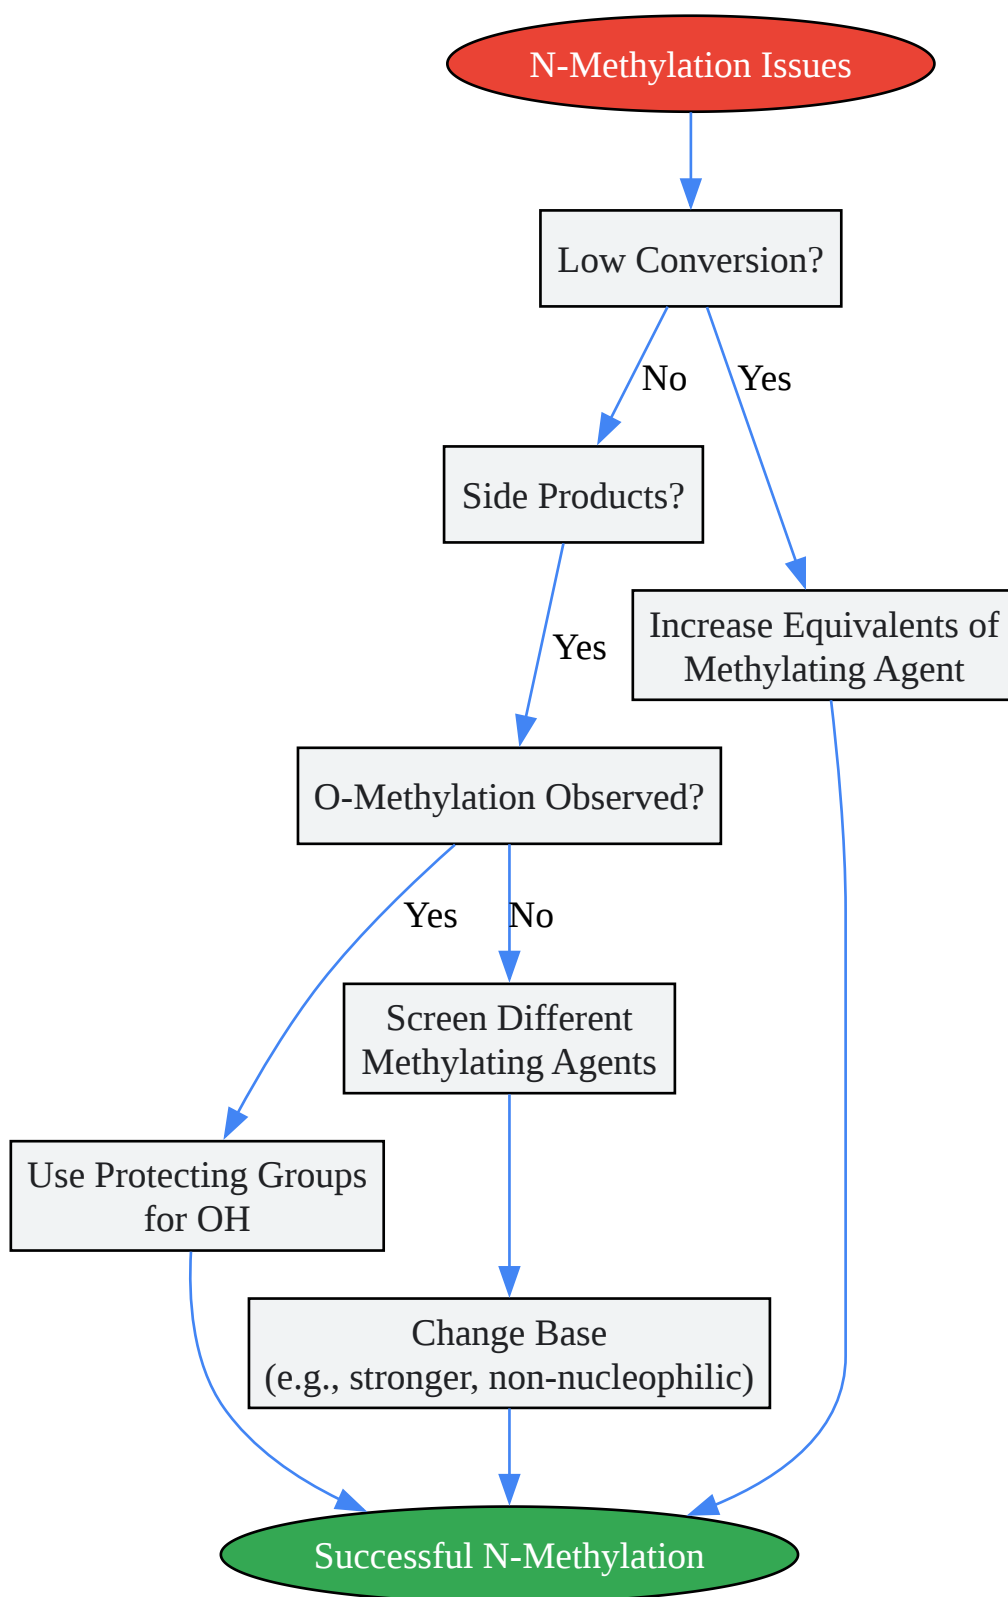 N-Methylation Issues
Low Conversion?
No
Yes
Side Products?
Increase Equivalents of
Methylating Agent
Yes
O-Methylation Observed?
Yes
No
Screen Different
Methylating Agents
Use Protecting Groups
for OH
Change Base
(e.g., stronger, non-nucleophilic)
Successful N-Methylation